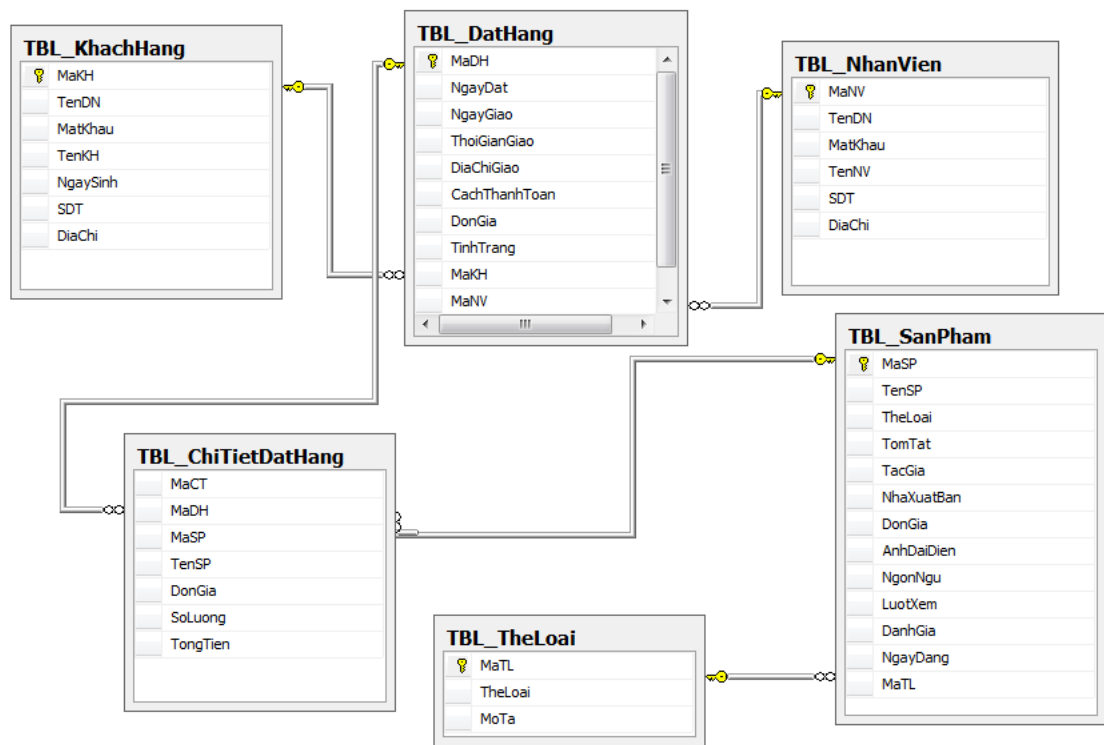 TBL_KhachHang
MaKH
TenDN
MatKhau
TenKH
NgaySinh
SDT
DiaChi
TBL_DatHang
MaDH
NgayDat
NgayGiao
ThoiGianGiao
DiaChiGiao
CachThanhToan
DonGia
TinhTrang
MaKH
MaNV
TBL_NhanVien
MaNV
TenDN
MatKhau
TenNV
SDT
DiaChi
TBL_SanPham
MaSP
TenSP
TheLoai
TomTat
TacGia
NhaXuatBan
DonGia
AnhDaiDien
NgonNgu
LuotXem
DanhGia
NgayDang
MaTL
TBL_ChiTietDatHang
MaCT
MaDH
MaSP
TenSP
DonGia
SoLuong
TongTien
TBL_TheLoai
MaTL
TheLoai
MoTa